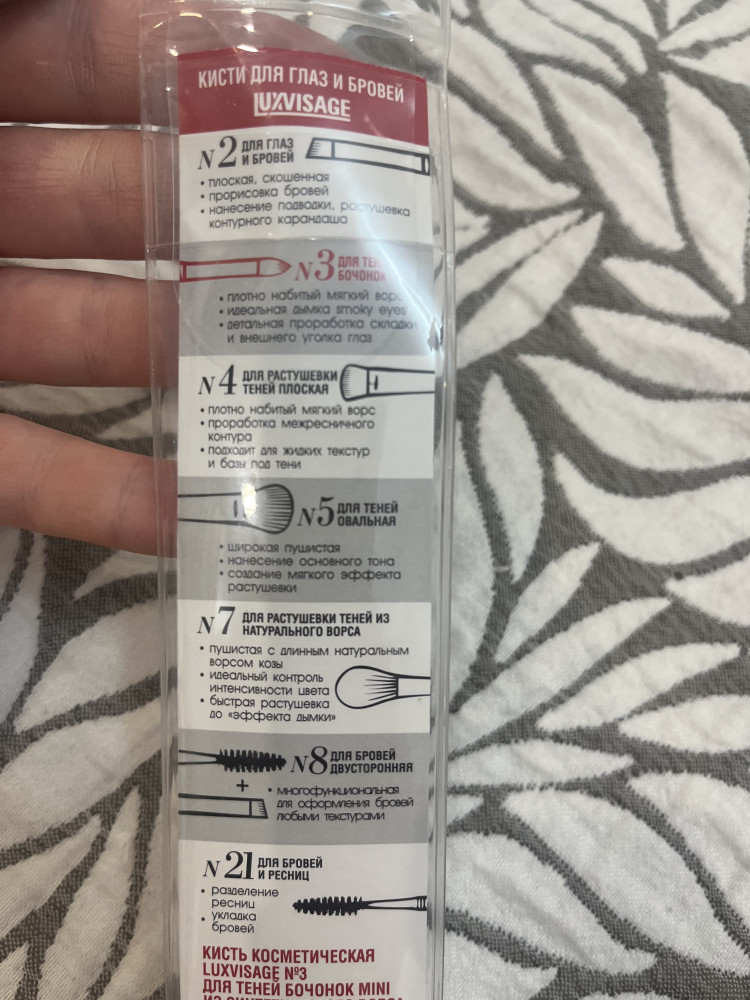 КИСТИ ДЛЯ ГЛАЗ И БРОВЕЙ
LUXVISAGE
N2 ДЛЯ ГЛАЗ
И БРОВЕЙ
• плоская, скошенная
• прорисовка бровей
• нанесение подводки, растушевка
контурного карандаша
N3 ДЛЯ ТЕНЕЙ
БОЧОНОК
• плотно набитый мягкий ворс
• идеальная дымка smoky eyes
• детальная проработка складки
и внешнего уголка глаз
N4 ДЛЯ РАСТУШЕВКИ
ТЕНЕЙ ПЛОСКАЯ
• плотно набитый мягкий ворс
• проработка межресничного
контура
• подходит для жидких текстур
и базы под тени
N5 ДЛЯ ТЕНЕЙ
ОВАЛЬНАЯ
• широкая пушистая
• нанесение основного тона
• создание мягкого эффекта
растушевки
N7 ДЛЯ РАСТУШЕВКИ ТЕНЕЙ ИЗ
НАТУРАЛЬНОГО ВОРСА
• пушистая с длинным натуральным
ворсом козы
• идеальный контроль
интенсивности цвета
• быстрая растушевка
до «эффекта дымки»
N8 ДЛЯ БРОВЕЙ
ДВУСТОРОННЯЯ
+
• многофункциональная
для оформления бровей
любыми текстурами
N21 ДЛЯ БРОВЕЙ
И РЕСНИЦ
• разделение
ресниц
• укладка
бровей
КИСТЬ КОСМЕТИЧЕСКАЯ
LUXVISAGE №3
ДЛЯ ТЕНЕЙ БОЧОНОК MINI